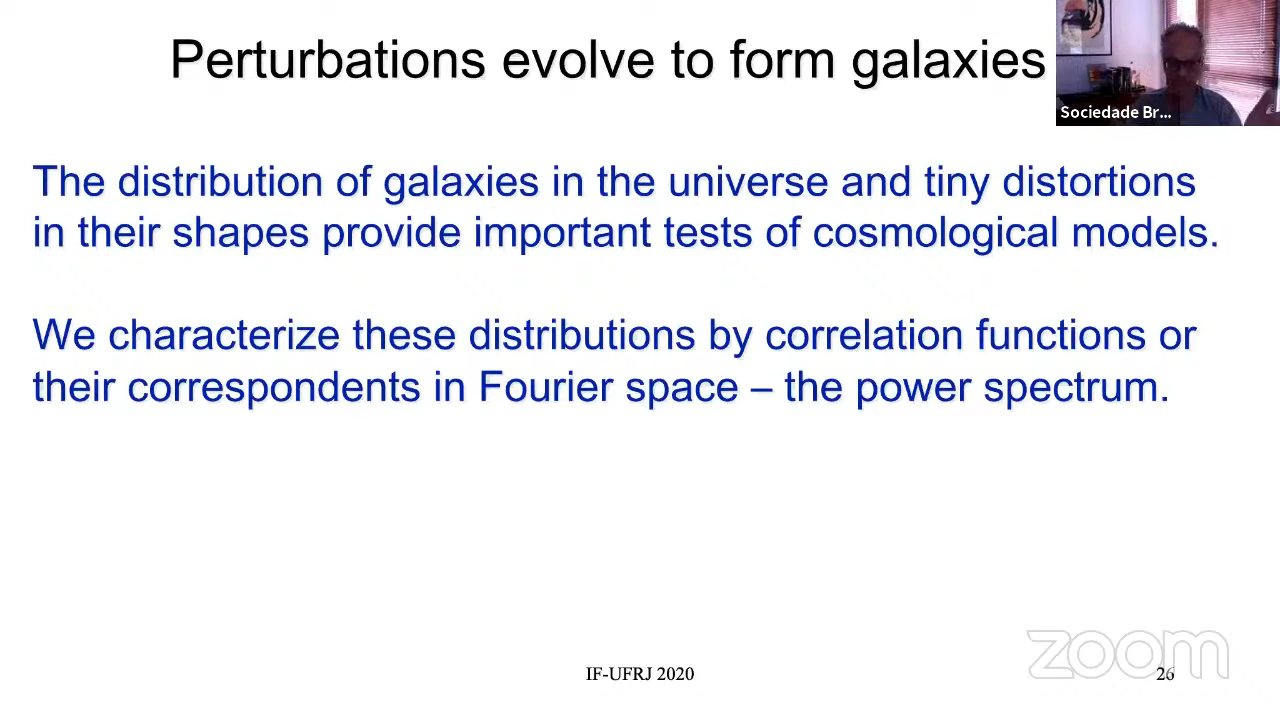 Perturbations evolve to form galaxies
Sociedade Br...
The distribution of galaxies in the universe and tiny distortions
in their shapes provide important tests of cosmological models.
We characterize these distributions by correlation functions or
their correspondents in Fourier space – the power spectrum.
zoom
IF-UFRJ 2020
26